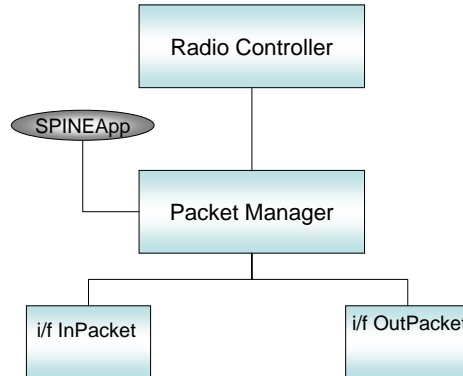 Radio Controller
SPINEApp
Packet Manager
i/f InPacket
i/f OutPacket